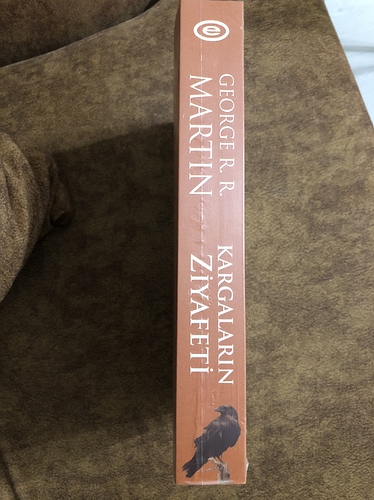 e
GEORGE R. R.
MARTIN
KARGALARIN
ZİYAFETİ